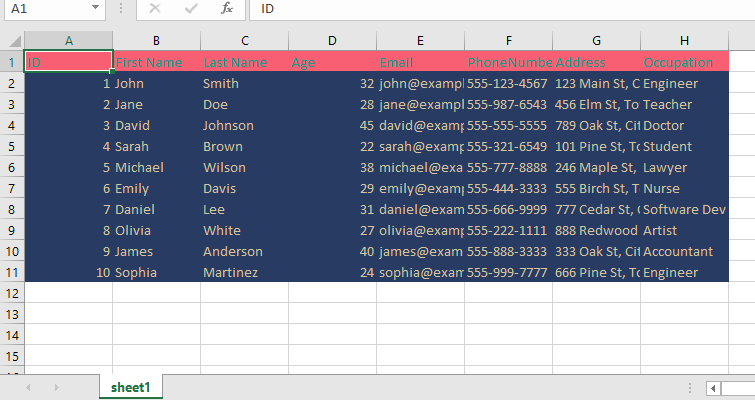 A1 fx ID
A B C D E F G H
1 ID First Name Last Name Age Email PhoneNumbe Address Occupation
2 1 John Smith 32 john@exampl 555-123-4567 123 Main St, C Engineer
3 2 Jane Doe 28 jane@exampl 555-987-6543 456 Elm St, To Teacher
4 3 David Johnson 45 david@examp 555-555-5555 789 Oak St, Cit Doctor
5 4 Sarah Brown 22 sarah@examp 555-321-6549 101 Pine St, To Student
6 5 Michael Wilson 38 michael@exa 555-777-8888 246 Maple St, Lawyer
7 6 Emily Davis 29 emily@examp 555-444-3333 555 Birch St, T Nurse
8 7 Daniel Lee 31 daniel@exam 555-666-9999 777 Cedar St, Software Dev
9 8 Olivia White 27 olivia@examp 555-222-1111 888 Redwood Artist
10 9 James Anderson 40 james@exam 555-888-3333 333 Oak St, Cit Accountant
11 10 Sophia Martinez 24 sophia@exam 555-999-7777 666 Pine St, To Engineer
12
13
14
15
sheet1